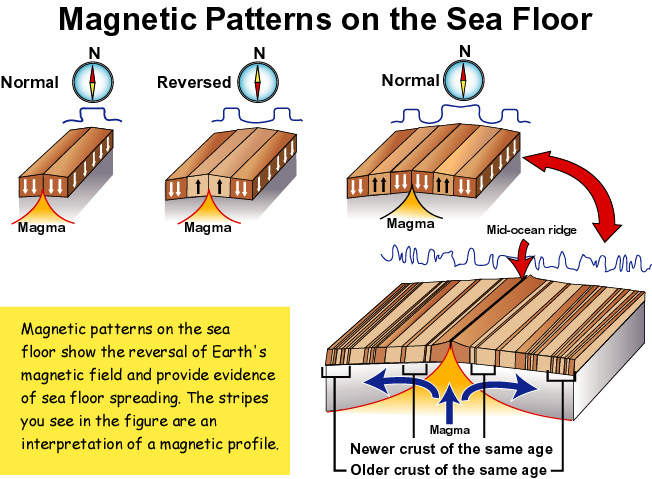 Magnetic Patterns on the Sea Floor
N
Normal
N
Reversed
N
Normal
Magma
Magma
Magma
Mid-ocean ridge
Magnetic patterns on the sea
floor show the reversal of Earth's
magnetic field and provide evidence
of sea floor spreading. The stripes
you see in the figure are an
interpretation of a magnetic profile.
Magma
Newer crust of the same age
Older crust of the same age